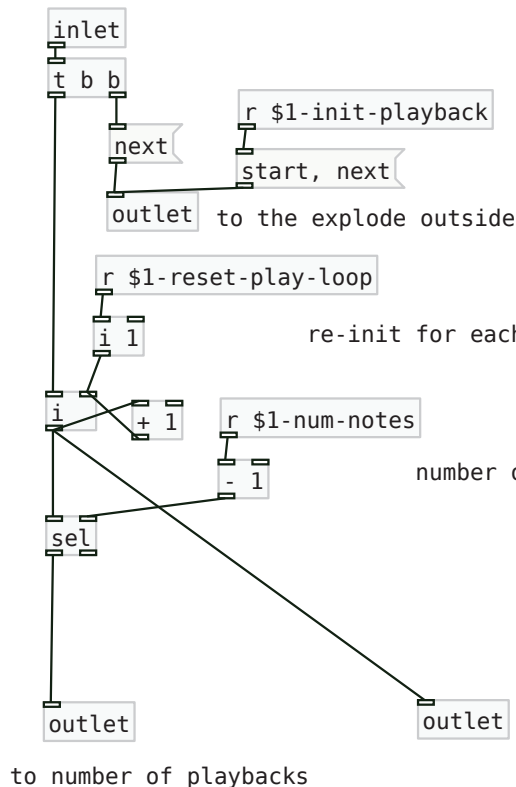 inlet
t b b
r $1-init-playback
next
start, next
outlet
to the explode outside
r $1-reset-play-loop
i 1
re-init for each
i
+ 1
r $1-num-notes
- 1
number
sel
outlet
outlet
to number of playbacks